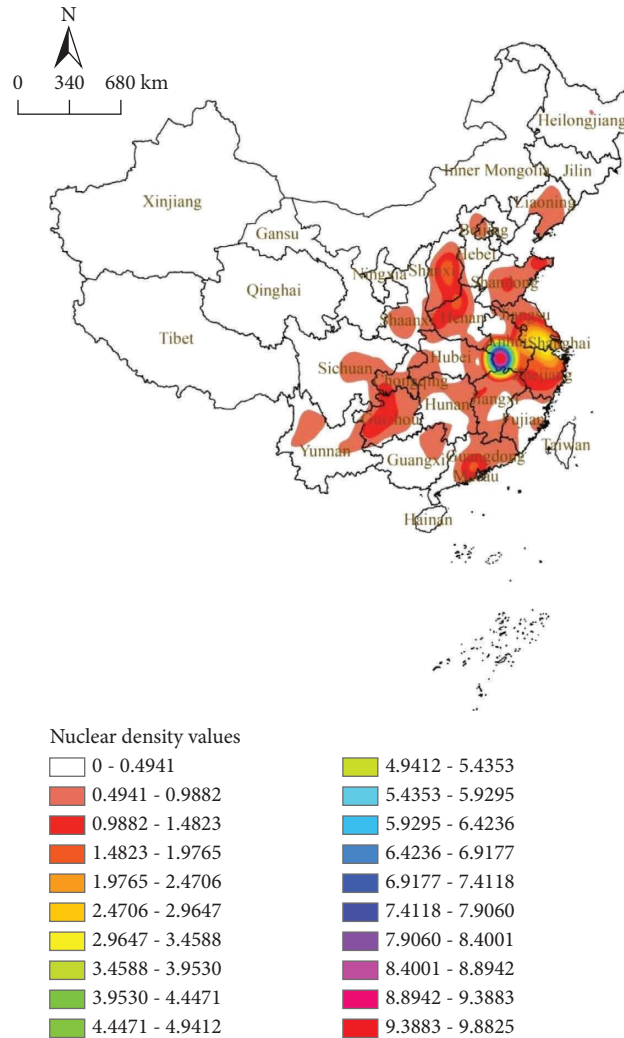 N
0 340 680 km
Heilongjiang
Inner Mongolia Jilin
Xinjiang
Liaoning
Gansu
Beijing
Hebei
Ningxia Shanxi
Qinghai
Shandong
Shaanxi Henan Jiangsu
Tibet
Anhui Shanghai
Hubei
Sichuan
Chongqing
Zhejiang
Hunan Jiangxi
Guizhou
Fujian
Yunnan
Guangxi Guangdong Taiwan
Macau
Hainan
Nuclear density values
0 - 0.4941
0.4941 - 0.9882
0.9882 - 1.4823
1.4823 - 1.9765
1.9765 - 2.4706
2.4706 - 2.9647
2.9647 - 3.4588
3.4588 - 3.9530
3.9530 - 4.4471
4.4471 - 4.9412
4.9412 - 5.4353
5.4353 - 5.9295
5.9295 - 6.4236
6.4236 - 6.9177
6.9177 - 7.4118
7.4118 - 7.9060
7.9060 - 8.4001
8.4001 - 8.8942
8.8942 - 9.3883
9.3883 - 9.8825